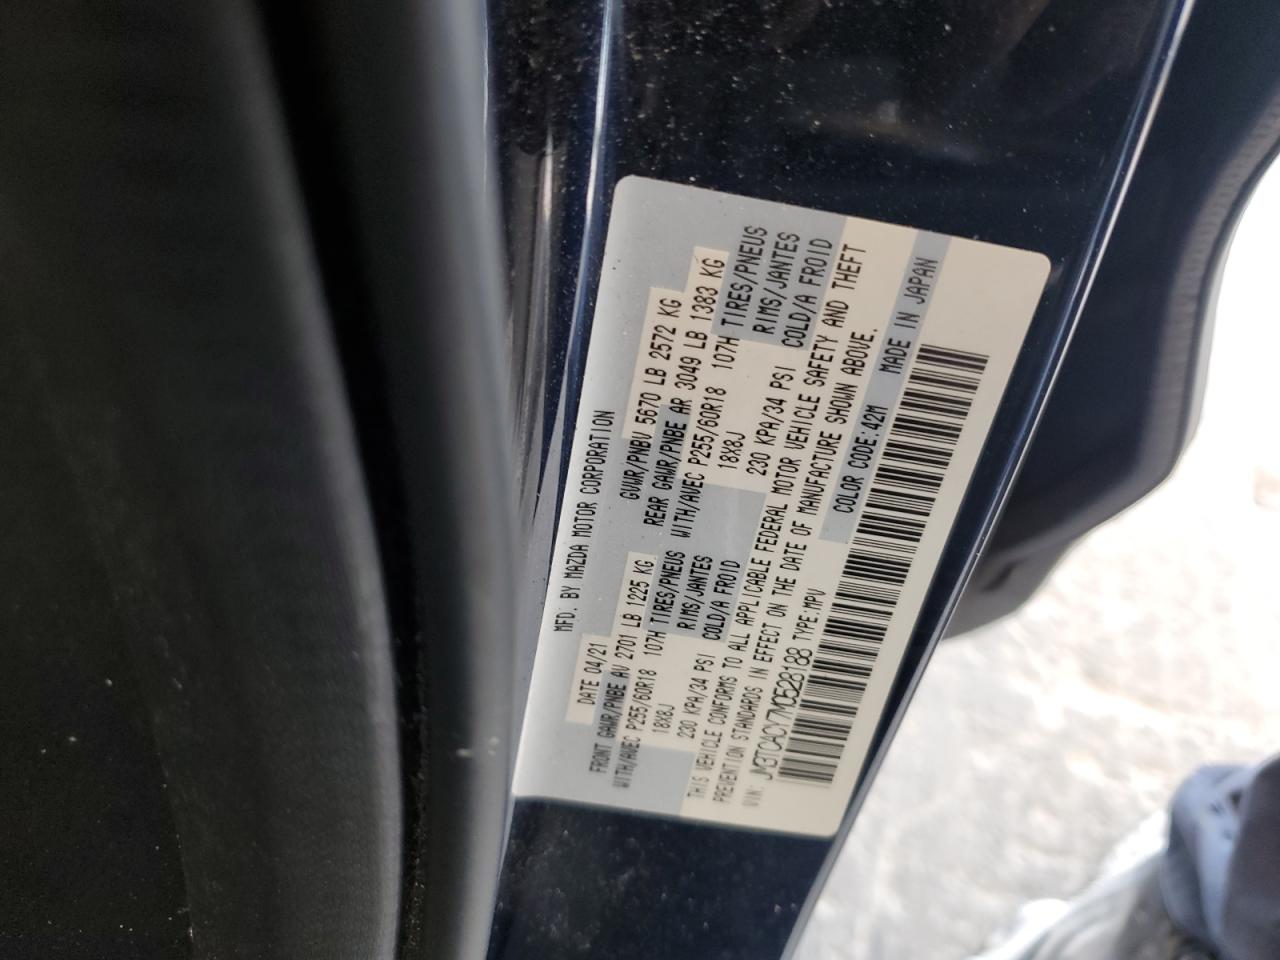 MFD. BY MAZDA MOTOR CORPORATION
DATE 04/21 GVWR/PNBV 5670 LB 2572 KG
FRONT GAWR/PNBE AV 2701 LB 1225 KG REAR GAWR/PNBE AR 3049 LB 1383 KG
WITH/AVEC P255/60R18 107H TIRES/PNEUS WITH/AVEC P255/60R18 107H TIRES/PNEUS
18X8J RIMS/JANTES 18X8J RIMS/JANTES
230 KPA/34 PSI COLD/A FROID 230 KPA/34 PSI COLD/A FROID
THIS VEHICLE CONFORMS TO ALL APPLICABLE FEDERAL MOTOR VEHICLE SAFETY AND THEFT
PREVENTION STANDARDS IN EFFECT ON THE DATE OF MANUFACTURE SHOWN ABOVE.
VIN: JM3TCACY7M0528188 TYPE:MPV COLOR CODE:42M MADE IN JAPAN